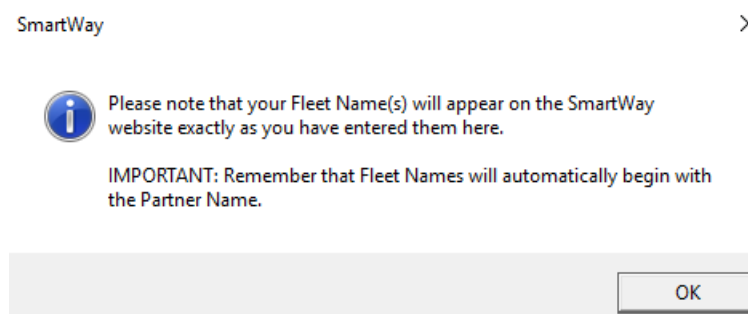 SmartWay
Please note that your Fleet Name(s) will appear on the SmartWay
website exactly as you have entered them here.
IMPORTANT: Remember that Fleet Names will automatically begin with
the Partner Name.
OK